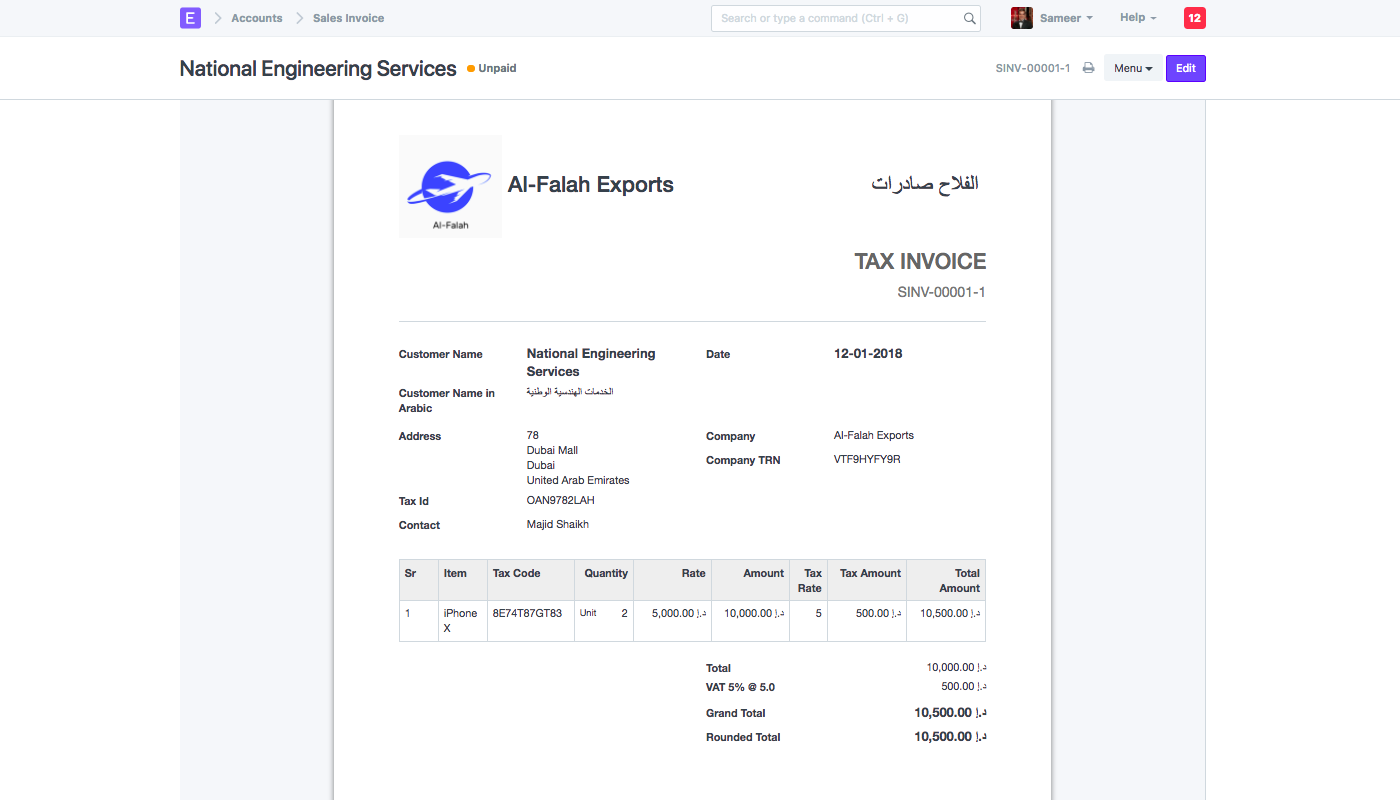 E Accounts Sales Invoice Search or type a command (Ctrl + G) Sameer Help 12
National Engineering Services Unpaid SINV-00001-1 Menu Edit
Al-Falah
Al-Falah Exports الفلاح صادرات
TAX INVOICE
SINV-00001-1
Customer Name National Engineering Date 12-01-2018
Services
Customer Name in الخدمات الهندسية الوطنية
Arabic
Address 78 Company Al-Falah Exports
Dubai Mall
Dubai Company TRN VTF9HYFY9R
United Arab Emirates
Tax Id OAN9782LAH
Contact Majid Shaikh
Sr Item Tax Code Quantity Rate Amount Tax Tax Amount Total
Rate Amount
1 iPhone 8E74T87GT83 Unit 2 5,000.00 د.إ 10,000.00 د.إ 5 500.00 د.إ 10,500.00 د.إ
X
Total 10,000.00 د.إ
VAT 5% @ 5.0 500.00 د.إ
Grand Total 10,500.00 د.إ
Rounded Total 10,500.00 د.إ